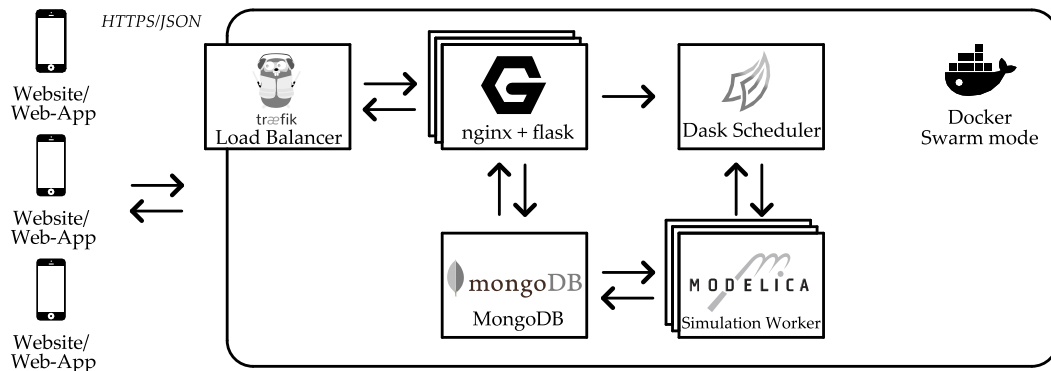 HTTPS/JSON
Website/
Web-App
Website/
Web-App
Website/
Web-App
træfik
Load Balancer
nginx + flask
Dask Scheduler
Docker
Swarm mode
mongoDB
MongoDB
MODELICA
Simulation Worker